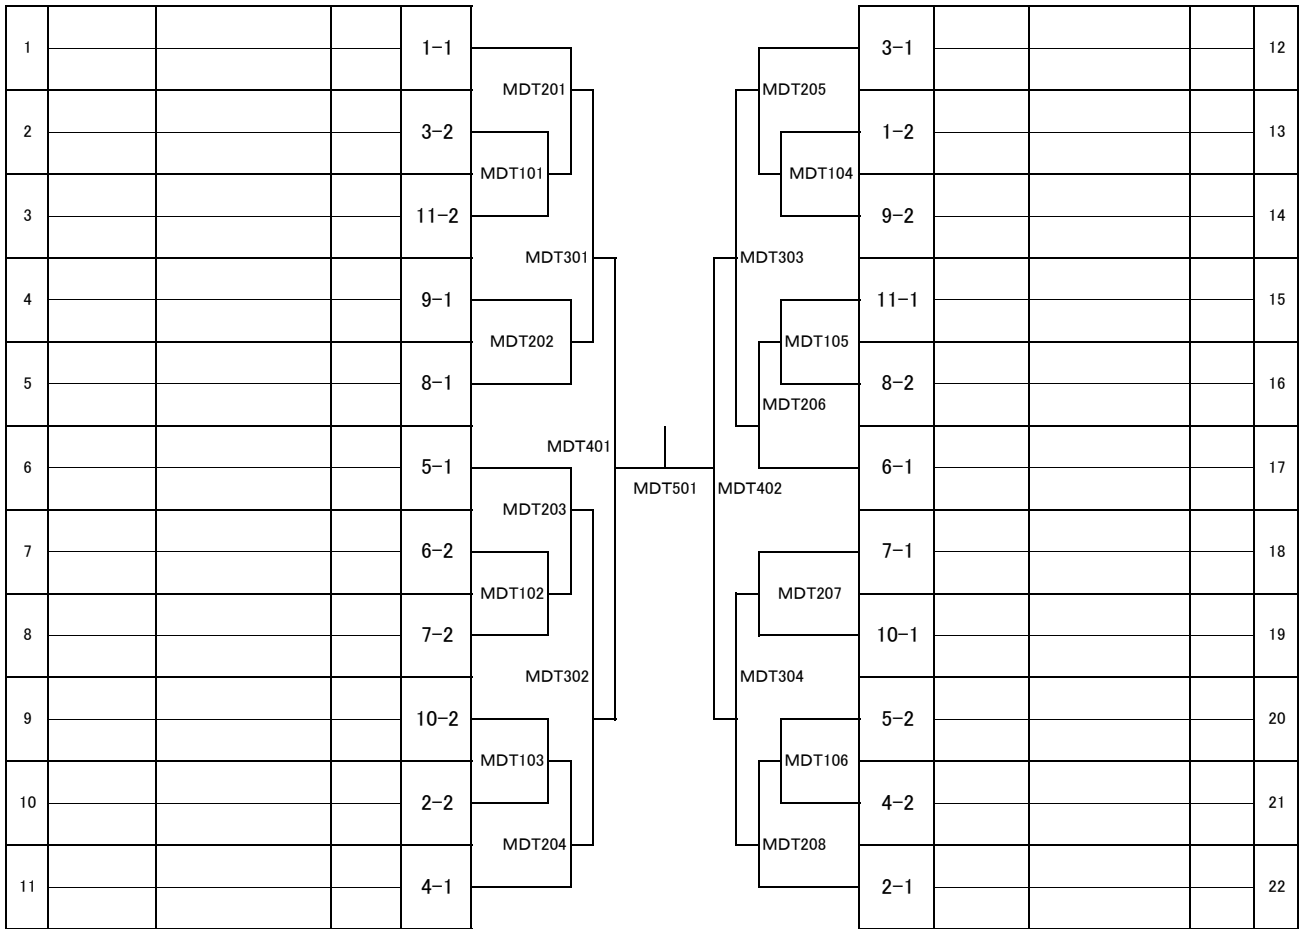 1 1-1 3-1 12
MDT201 MDT205
2 3-2 1-2 13
MDT101 MDT104
3 11-2 9-2 14
MDT301 MDT303
4 9-1 11-1 15
MDT202 MDT105
5 8-1 8-2 16
MDT206
MDT401
6 5-1 6-1 17
MDT501 MDT402
MDT203
7 6-2 7-1 18
MDT102 MDT207
8 7-2 10-1 19
MDT302 MDT304
9 10-2 5-2 20
MDT103 MDT106
10 2-2 4-2 21
MDT204 MDT208
11 4-1 2-1 22